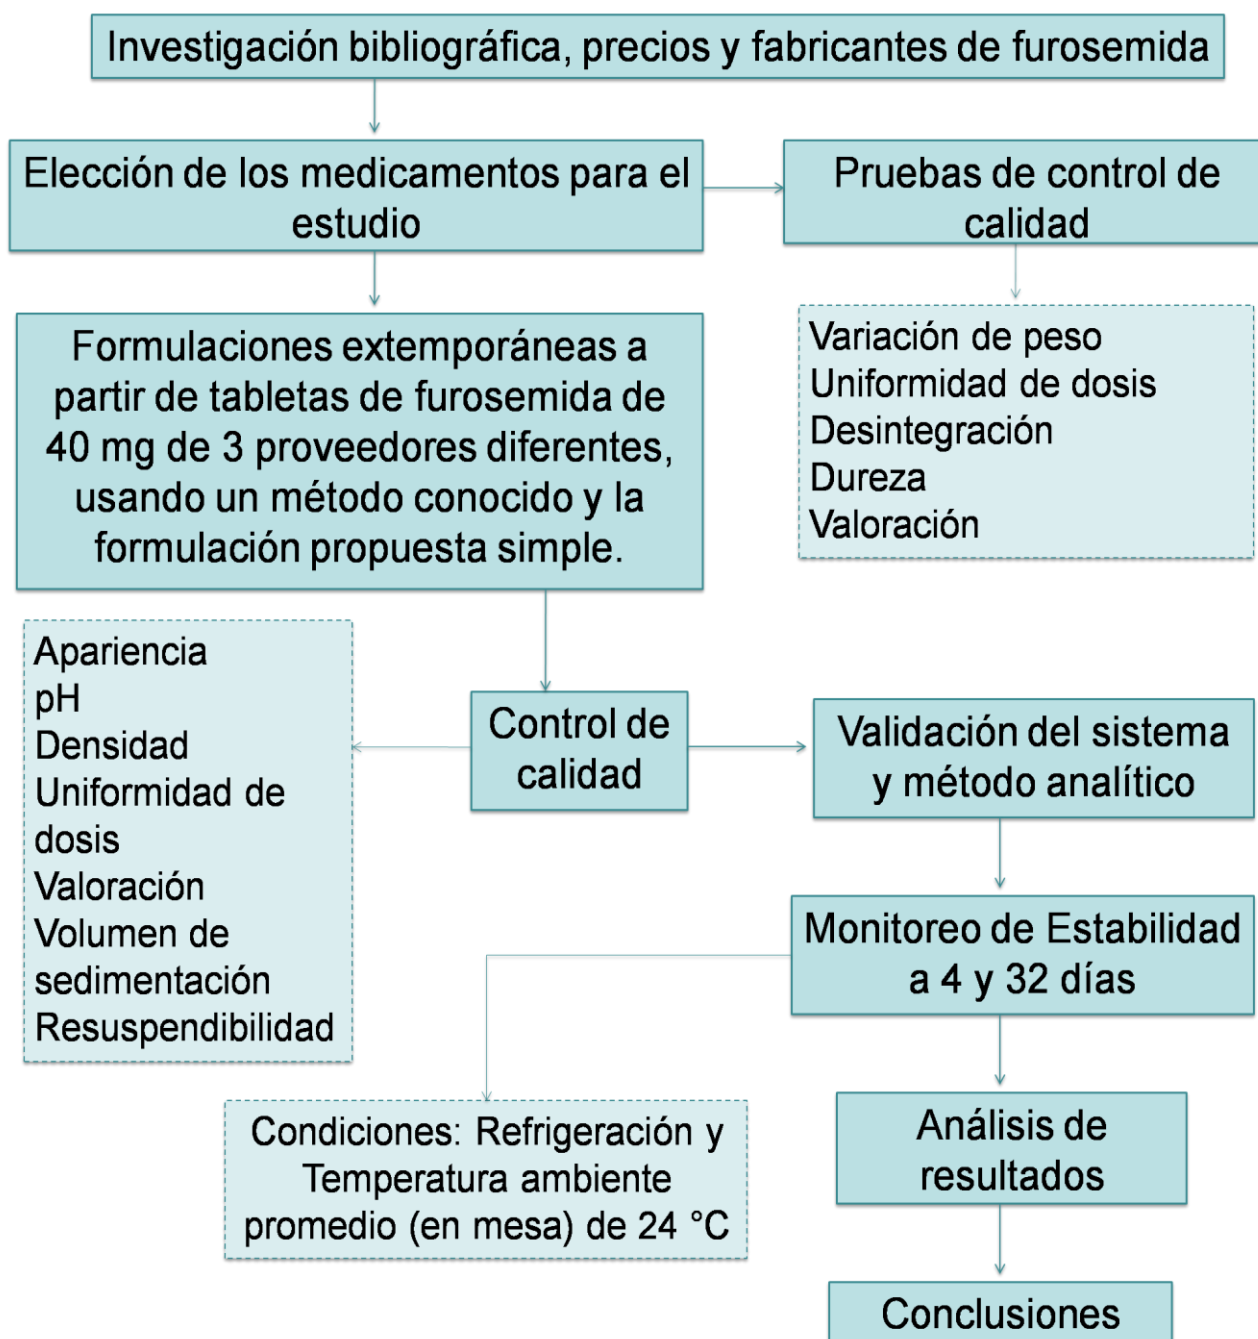 Investigación bibliográfica, precios y fabricantes de furosemida
Elección de los medicamentos para el
estudio
Pruebas de control de
calidad
Variación de peso
Uniformidad de dosis
Desintegración
Dureza
Valoración
Formulaciones extemporáneas a
partir de tabletas de furosemida de
40 mg de 3 proveedores diferentes,
usando un método conocido y la
formulación propuesta simple.
Apariencia
pH
Densidad
Uniformidad de
dosis
Valoración
Volumen de
sedimentación
Resuspendibilidad
Control de
calidad
Validación del sistema
y método analítico
Monitoreo de Estabilidad
a 4 y 32 días
Condiciones: Refrigeración y
Temperatura ambiente
promedio (en mesa) de 24 °C
Análisis de
resultados
Conclusiones